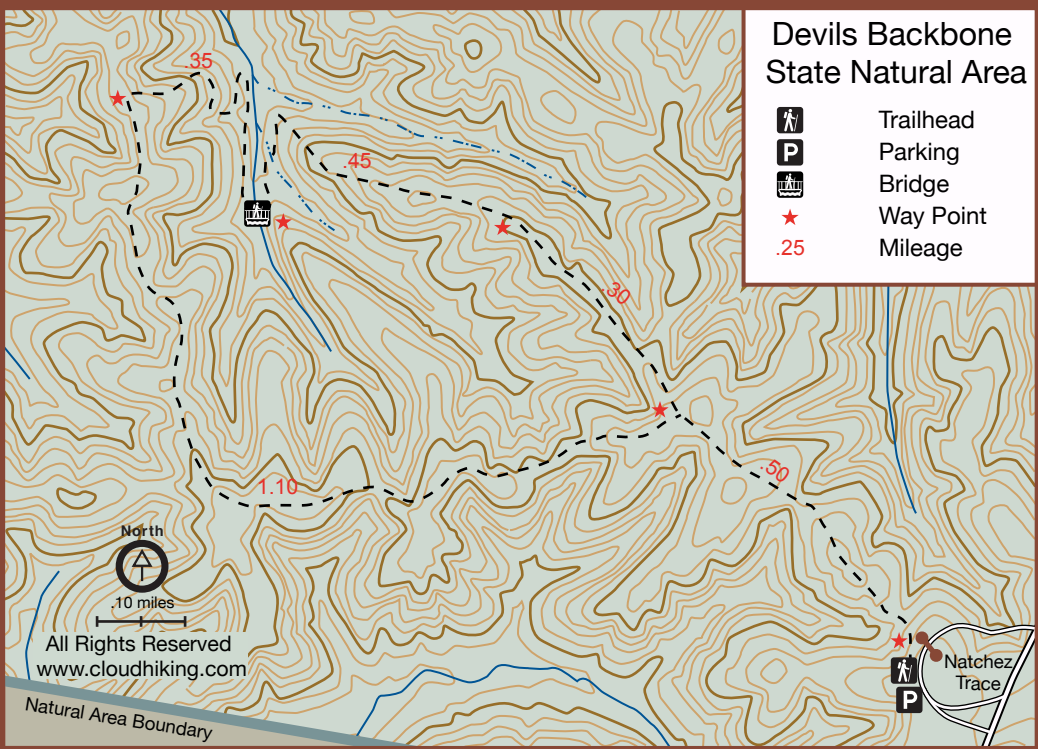 Devils Backbone
State Natural Area
Trailhead
P Parking
Bridge
Way Point
.25 Mileage
.35
.45
.30
1.10
.50
North
.10 miles
All Rights Reserved
www.cloudhiking.com
Natchez
Trace
P
Natural Area Boundary